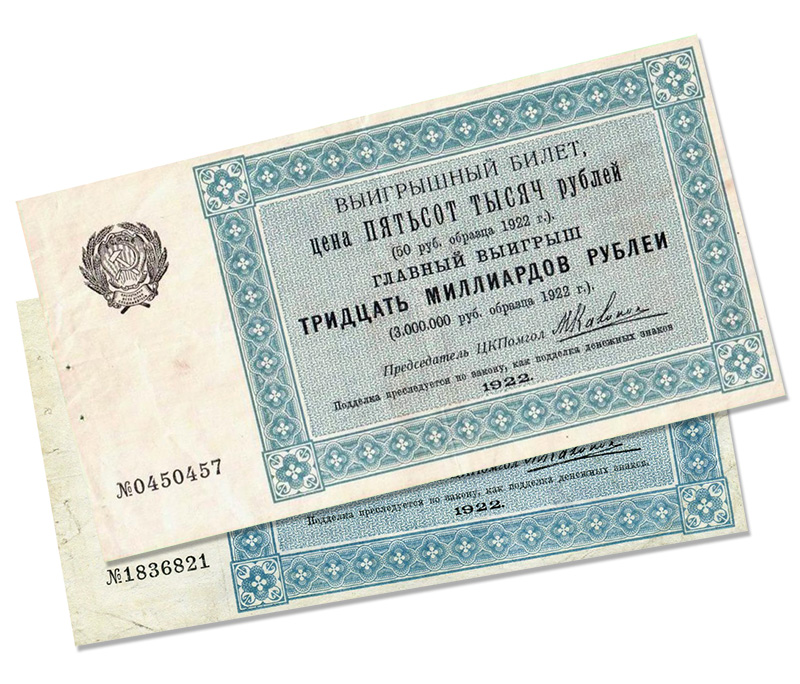 ВЫИГРЫШНЫЙ БИЛЕТ,
цена ПЯТЬСОТ ТЫСЯЧ рублей
(50 руб. образца 1922 г.).
ГЛАВНЫЙ ВЫИГРЫШ
ТРИДЦАТЬ МИЛЛИАРДОВ РУБЛЕЙ
(3.000.000 руб. образца 1922 г.).
Председатель ЦКПомгол М Калинин
Подделка преследуется по закону, как подделка денежных знаков
1922.
№0450457
Подделка преследуется по закону, как подделка денежных знаков.
1922.
№1836821